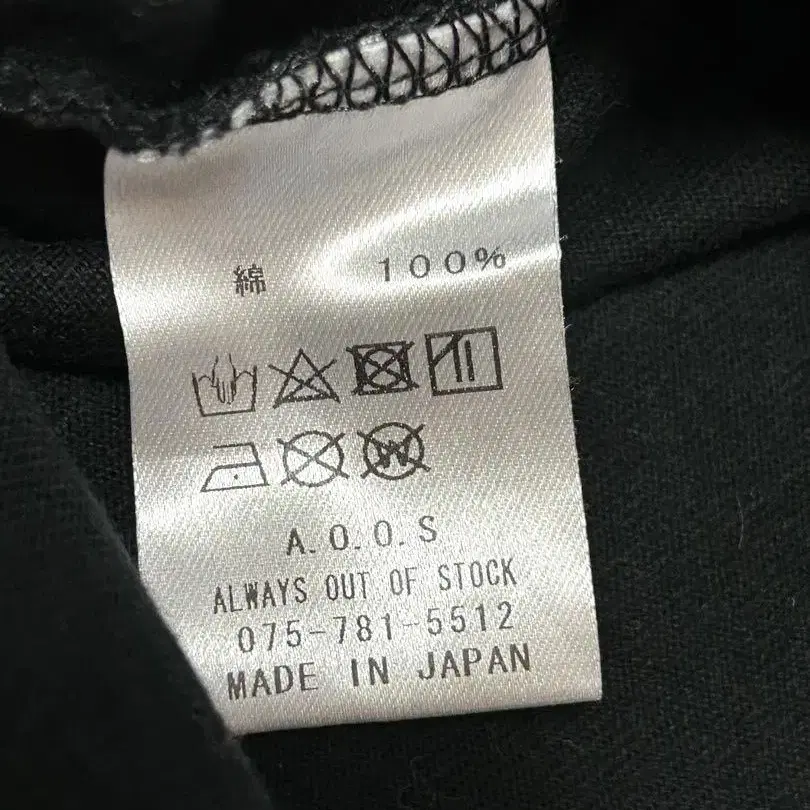 綿 100%
W
A.O.O.S
ALWAYS OUT OF STOCK
075-781-5512
MADE IN JAPAN